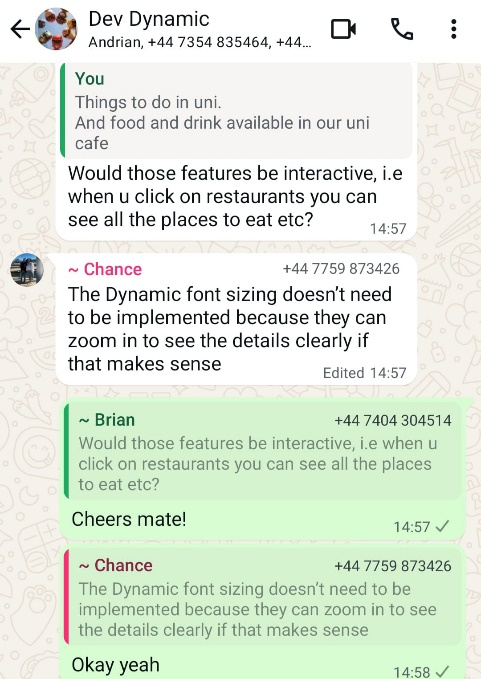 Dev Dynamic
Andrian, +44 7354 835464, +44...
You
Things to do in uni.
And food and drink available in our uni
cafe
Would those features be interactive, i.e
when u click on restaurants you can
see all the places to eat etc?
14:57
~ Chance +44 7759 873426
The Dynamic font sizing doesn't need
to be implemented because they can
zoom in to see the details clearly if
that makes sense
Edited 14:57
~ Brian +44 7404 304514
Would those features be interactive, i.e when u
click on restaurants you can see all the places
to eat etc?
Cheers mate!
14:57
~ Chance +44 7759 873426
The Dynamic font sizing doesn't need to be
implemented because they can zoom in to see
the details clearly if that makes sense
Okay yeah
14:58